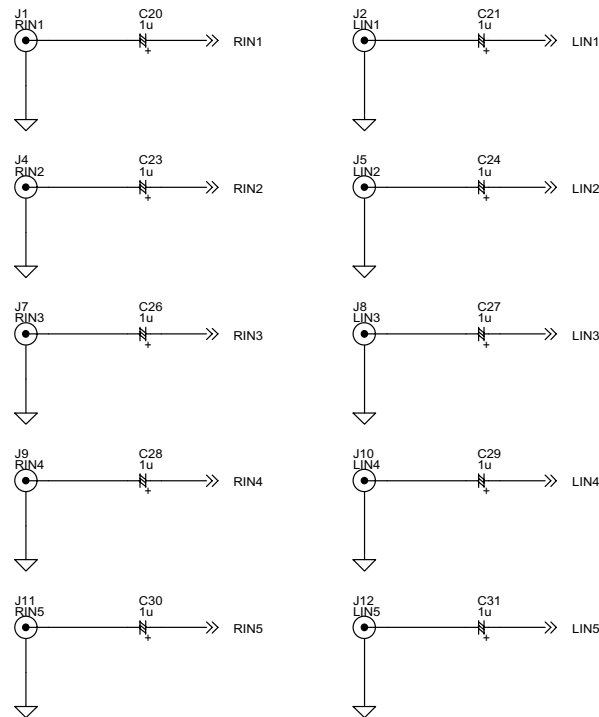 J1
RIN1
C20
1u
+
RIN1
J2
LIN1
C21
1u
+
LIN1
J4
RIN2
C23
1u
+
RIN2
J5
LIN2
C24
1u
+
LIN2
J7
RIN3
C26
1u
+
RIN3
J8
LIN3
C27
1u
+
LIN3
J9
RIN4
C28
1u
+
RIN4
J10
LIN4
C29
1u
+
LIN4
J11
RIN5
C30
1u
+
RIN5
J12
LIN5
C31
1u
+
LIN5